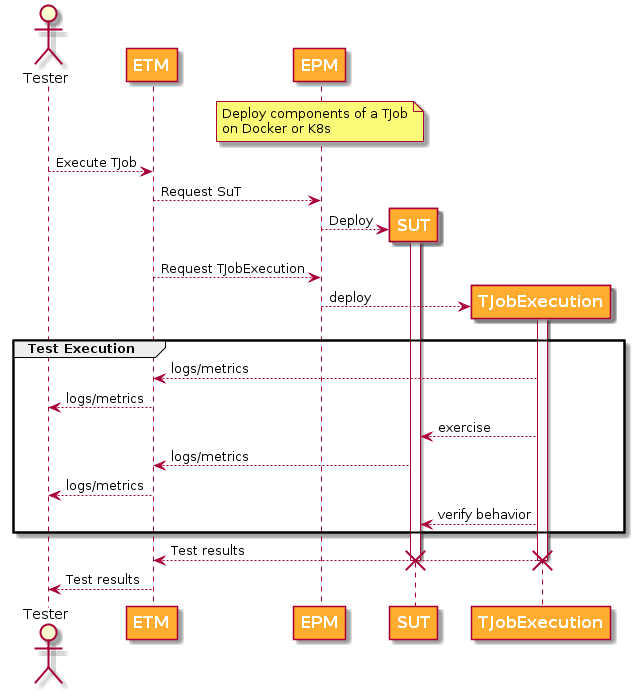 Tester
ETM
EPM
Deploy components of a TJob
on Docker or K8s
Execute TJob
Request SuT
Deploy
SUT
Request TJobExecution
deploy
TJobExecution
Test Execution
logs/metrics
logs/metrics
exercise
logs/metrics
logs/metrics
verify behavior
Test results
Test results
Tester
ETM
EPM
SUT
TJobExecution